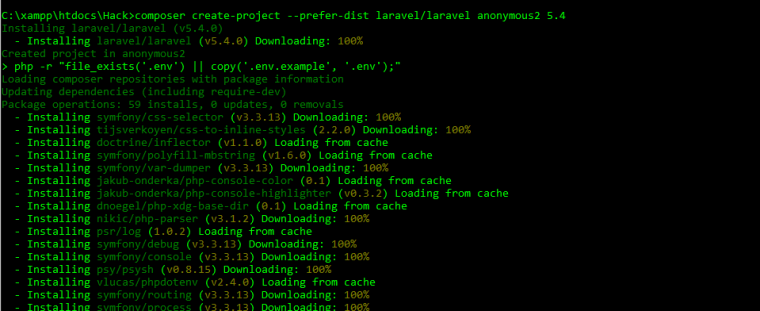 C:\xampp\htdocs\Hack>composer create-project --prefer-dist laravel/laravel anonymous2 5.4
Installing laravel/laravel (v5.4.0)
- Installing laravel/laravel (v5.4.0) Downloading: 100%
Created project in anonymous2
> php -r "file_exists('.env') || copy('.env.example', '.env');"
Loading composer repositories with package information
Updating dependencies (including require-dev)
Package operations: 59 installs, 0 updates, 0 removals
- Installing symfony/css-selector (v3.3.13) Downloading: 100%
- Installing tijsverkoyen/css-to-inline-styles (2.2.0) Downloading: 100%
- Installing doctrine/inflector (v1.1.0) Loading from cache
- Installing symfony/polyfill-mbstring (v1.6.0) Loading from cache
- Installing symfony/var-dumper (v3.3.13) Downloading: 100%
- Installing jakub-onderka/php-console-color (0.1) Loading from cache
- Installing jakub-onderka/php-console-highlighter (v0.3.2) Loading from cache
- Installing dnoegel/php-xdg-base-dir (0.1) Loading from cache
- Installing nikic/php-parser (v3.1.2) Downloading: 100%
- Installing psr/log (1.0.2) Loading from cache
- Installing symfony/debug (v3.3.13) Downloading: 100%
- Installing symfony/console (v3.3.13) Downloading: 100%
- Installing psy/psysh (v0.8.15) Downloading: 100%
- Installing vlucas/phpdotenv (v2.4.0) Loading from cache
- Installing symfony/routing (v3.3.13) Downloading: 100%
- Installing symfony/process (v3.3.13) Downloading: 100%